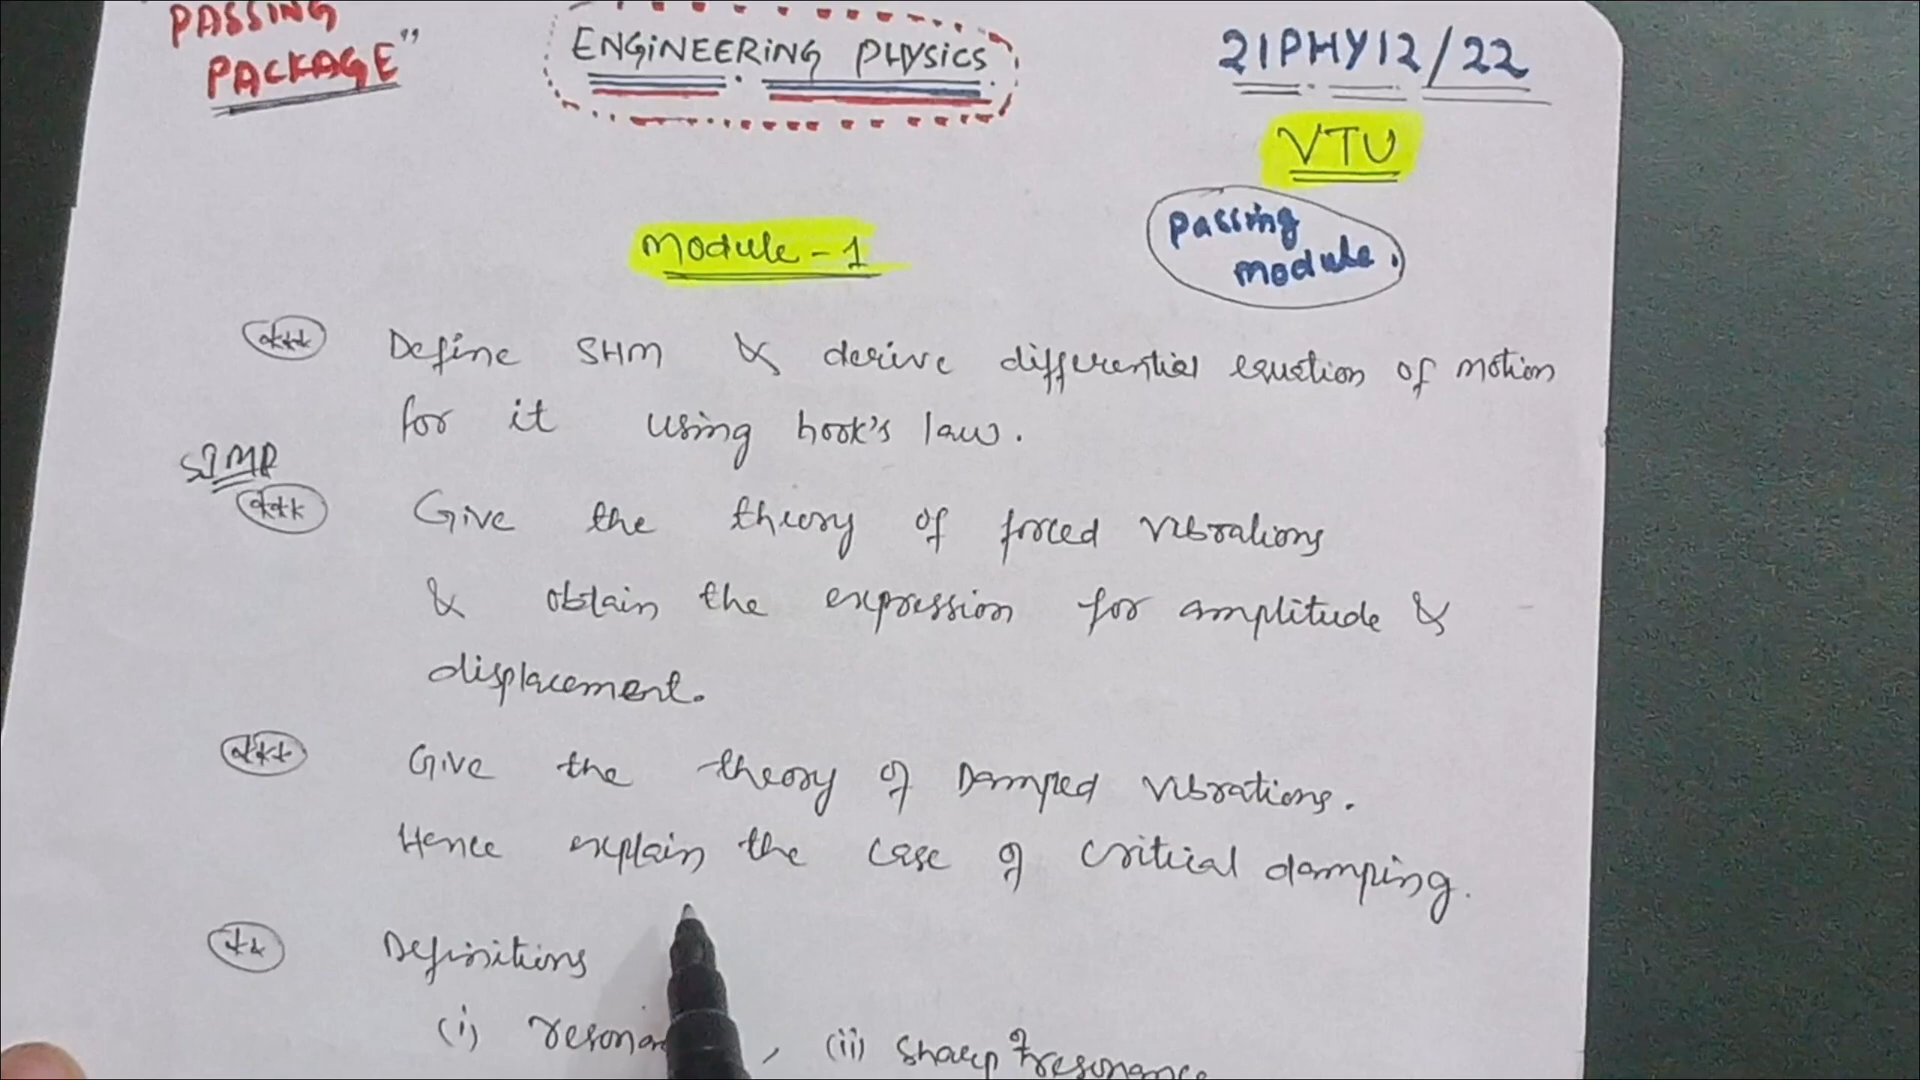 "PASSING
PACKAGE"
ENGINEERING PHYSICS
21PHY12/22
VTU
Passing
module.
Module-1
*** Define SHM & derive differential equation of motion
for it using hook's law.
SIMP
*** Give the theory of forced vibrations
& obtain the expression for amplitude &
displacement.
*** Give the theory of Damped vibrations.
Hence explain the case of critical damping.
** Definitions
(i) , (ii) sharp of resonance